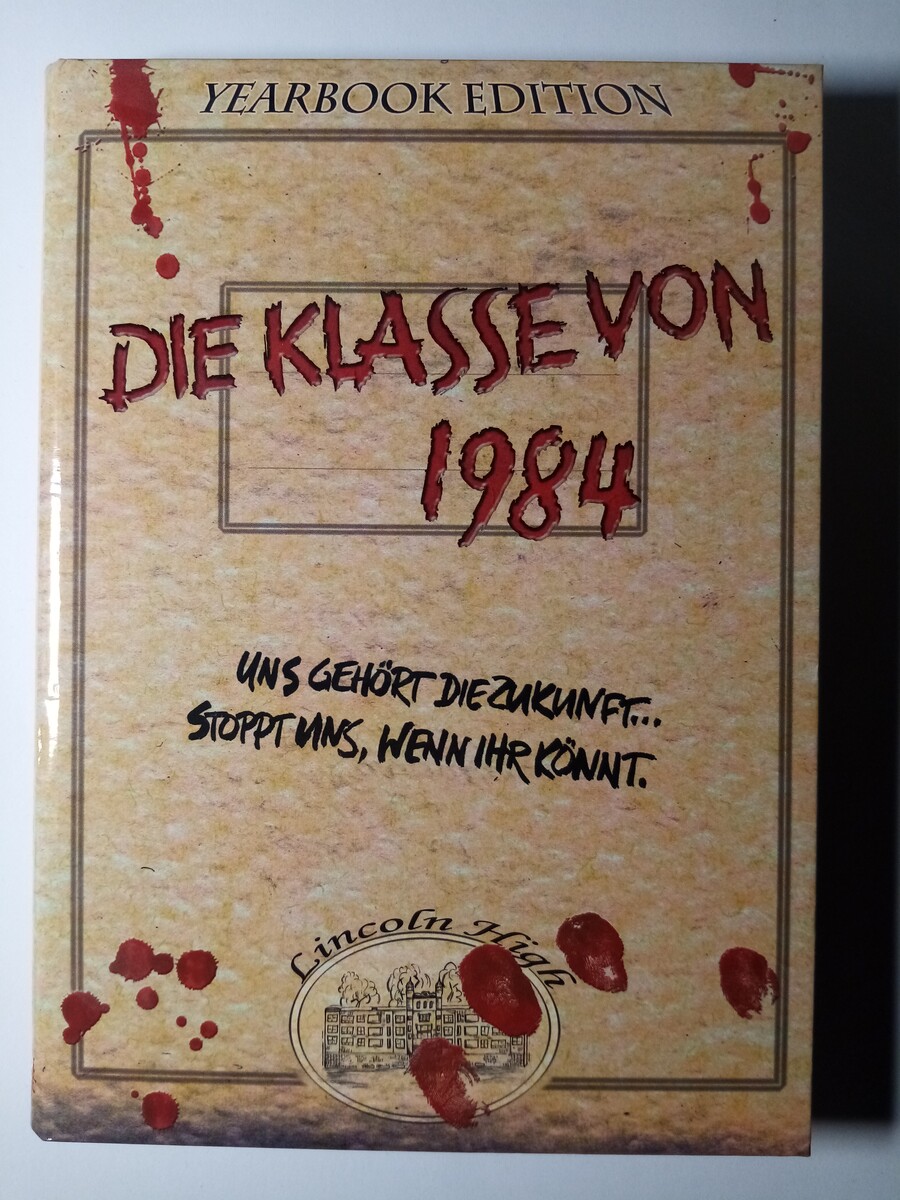 YEARBOOK EDITION
DIE KLASSE VON
1984
UNS GEHÖRT DIE ZUKUNFT...
STOPPT UNS, WENN IHR KÖNNT.
Lincoln High